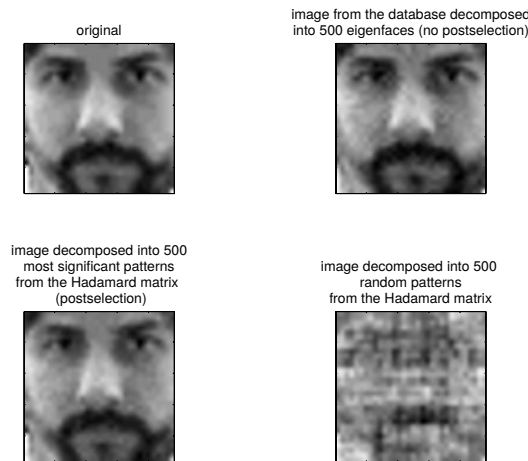 original
image from the database decomposed
into 500 eigenfaces (no postselection)
image decomposed into 500
most significant patterns
from the Hadamard matrix
(postselection)
image decomposed into 500
random patterns
from the Hadamard matrix